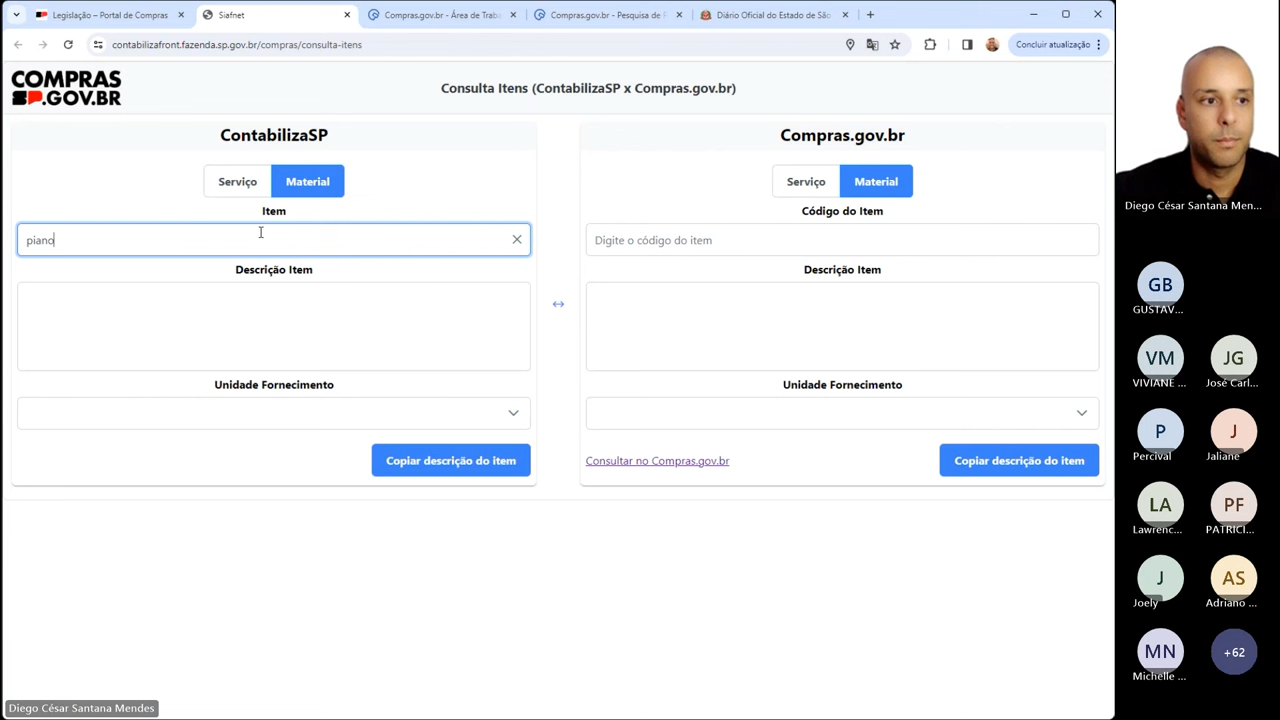 Legislação – Portal de Compras
Siafnet
Compras.gov.br - Área de Trab
Compras.gov.br - Pesquisa de F
Diário Oficial do Estado de São
contabilizafront.fazenda.sp.gov.br/compras/consulta-itens
Concluir atualização
COMPRAS
SP.GOV.BR
Consulta Itens (ContabilizaSP x Compras.gov.br)
ContabilizaSP
Serviço
Material
Item
piano
Descrição Item
Unidade Fornecimento
Copiar descrição do item
Compras.gov.br
Serviço
Material
Código do Item
Digite o código do item
Descrição Item
Unidade Fornecimento
Consultar no Compras.gov.br
Copiar descrição do item
Diego César Santana Men...
GB
GUSTAV...
VM
VIVIANE ...
JG
José Carl...
P
Percival
J
Jaliane
LA
Lawrenc...
PF
PATRICI...
J
Joely
AS
Adriano ...
MN
Michelle ...
+62
Diego César Santana Mendes